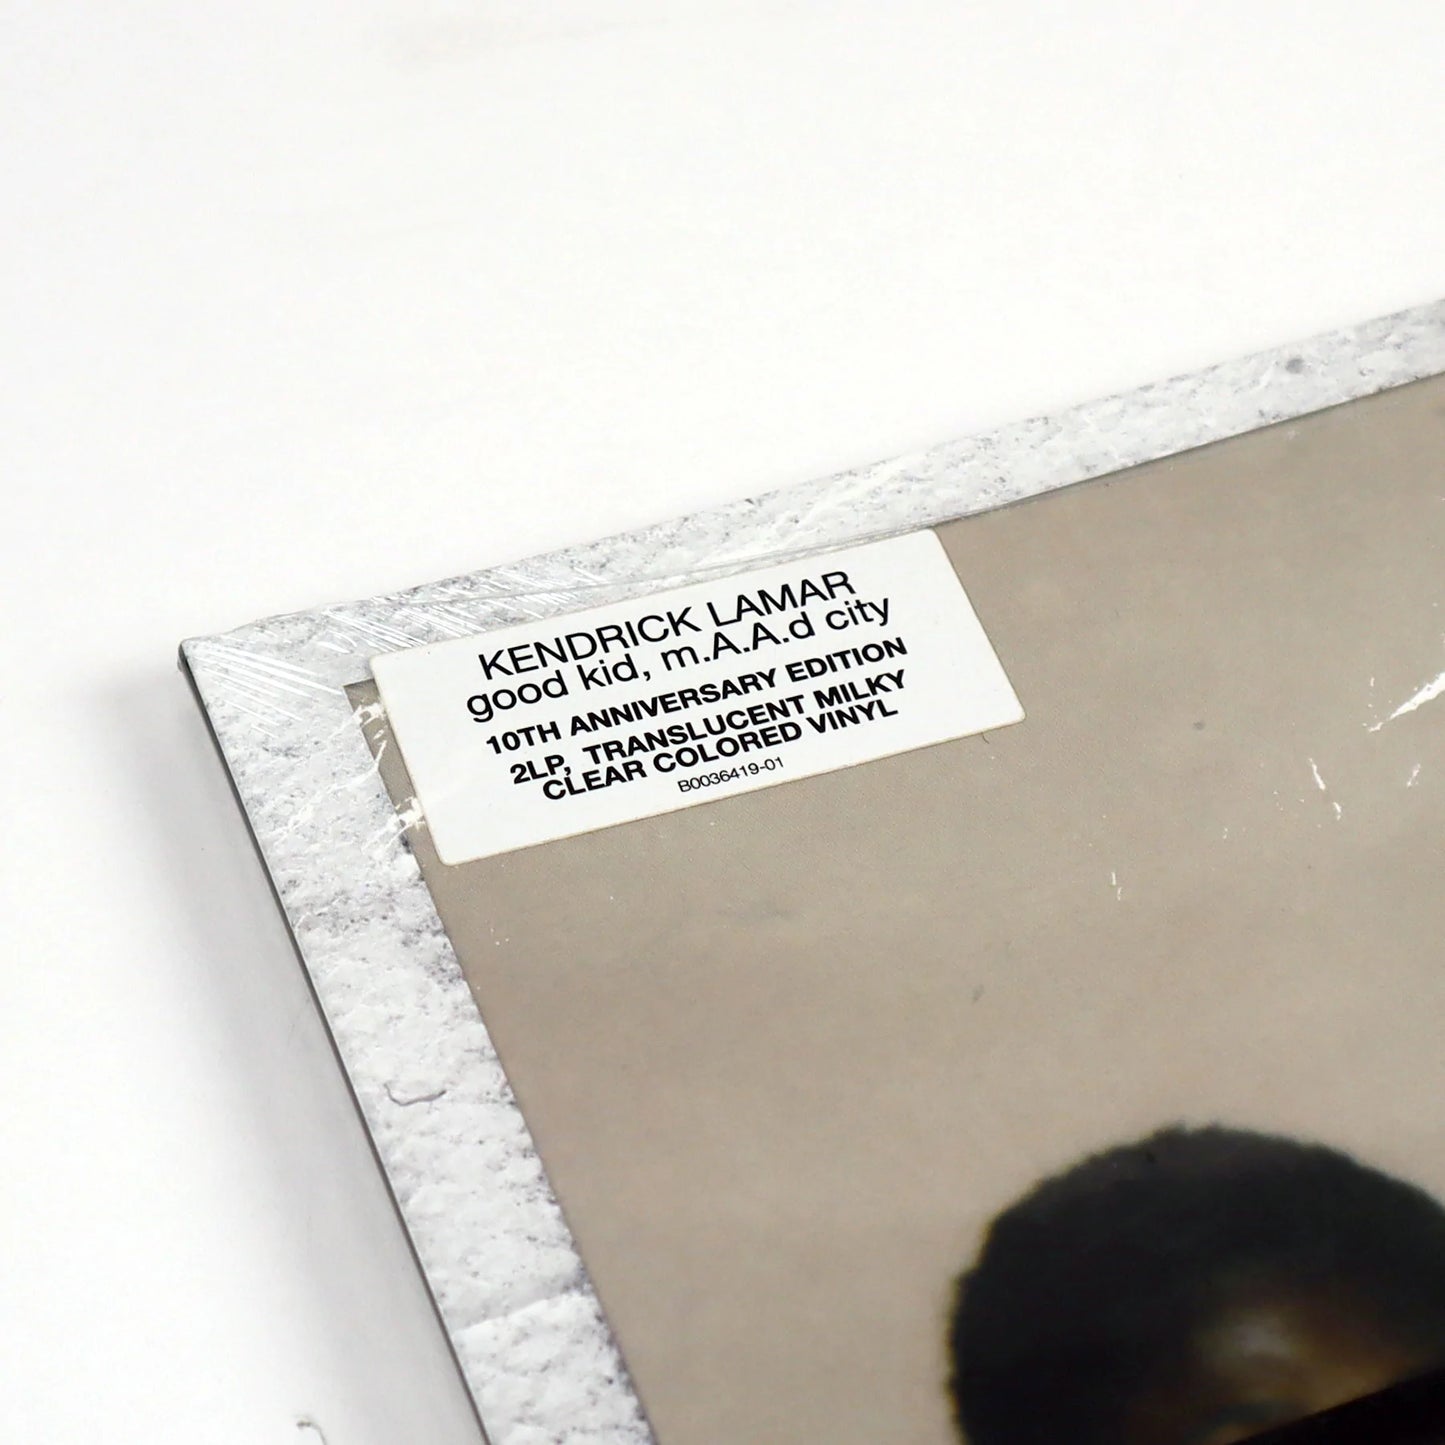 KENDRICK LAMAR
good kid, m.A.A.d city
10TH ANNIVERSARY EDITION
2LP, TRANSLUCENT MILKY
CLEAR COLORED VINYL
B0036419-01